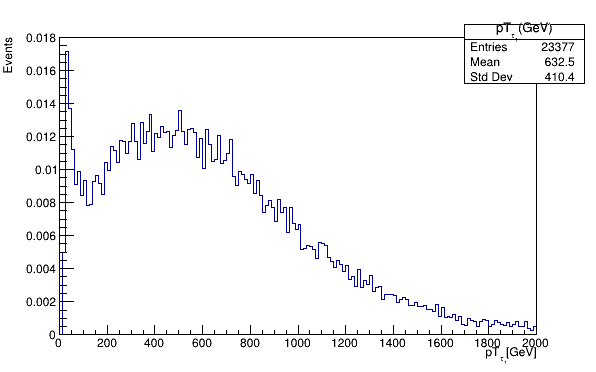 pT_τ₁(GeV)
Entries 23377
Mean 632.5
Std Dev 410.4
Events
0.018
0.016
0.014
0.012
0.01
0.008
0.006
0.004
0.002
0
0 200 400 600 800 1000 1200 1400 1600 1800 2000
pT_τ₁[GeV]